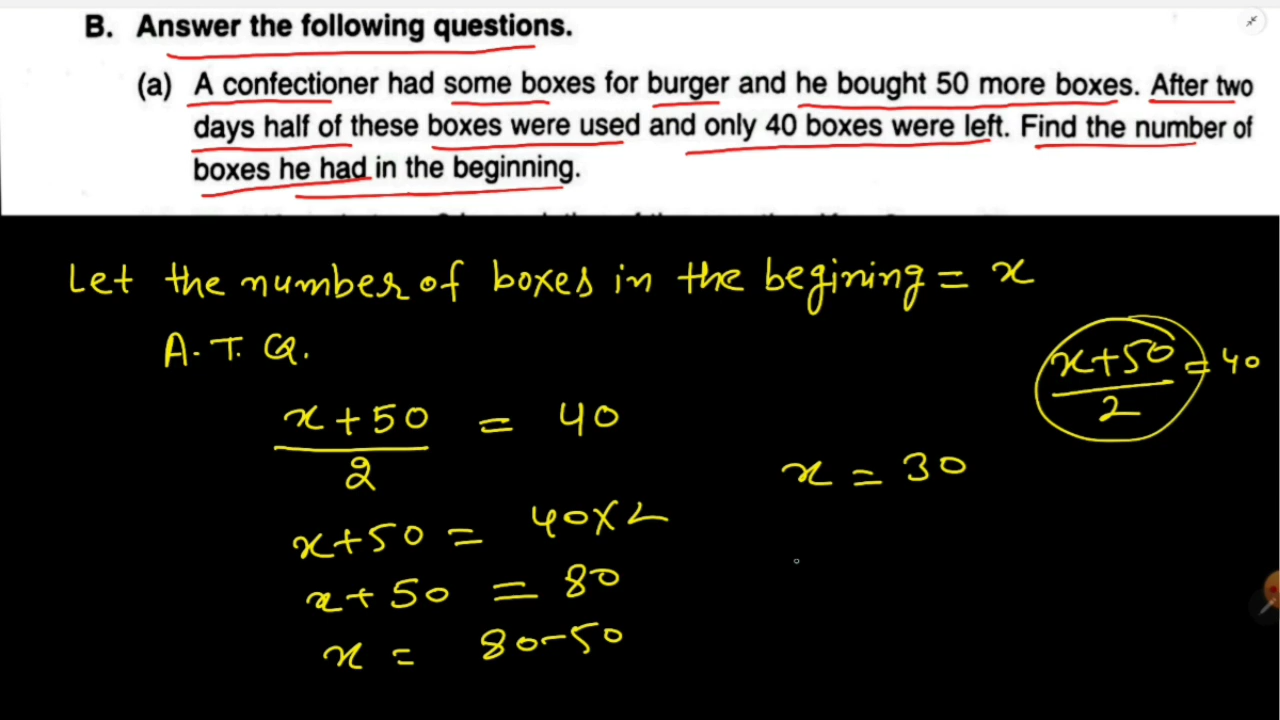 B. Answer the following questions.
(a) A confectioner had some boxes for burger and he bought 50 more boxes. After two
days half of these boxes were used and only 40 boxes were left. Find the number of
boxes he had in the beginning.
Let the number of boxes in the begining = x
A.T.Q.
x+50 / 2 = 40
x+50 = 40×2
x+50 = 80
x = 80-50
x = 30
x+50 / 2 = 40